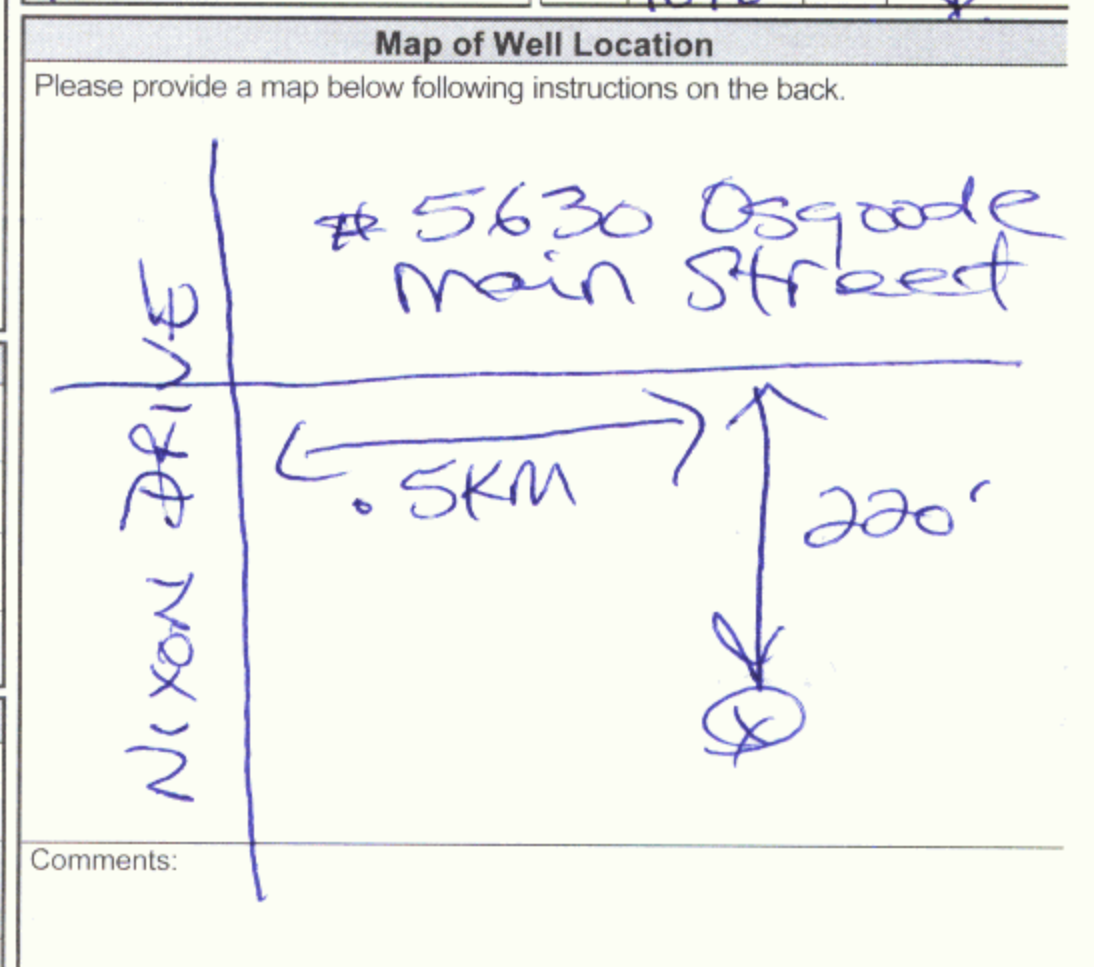 Map of Well Location
Please provide a map below following instructions on the back.
# 5630 Osgoode
Main Street
NIXON DRIVE
.5KM
220'
X
Comments: